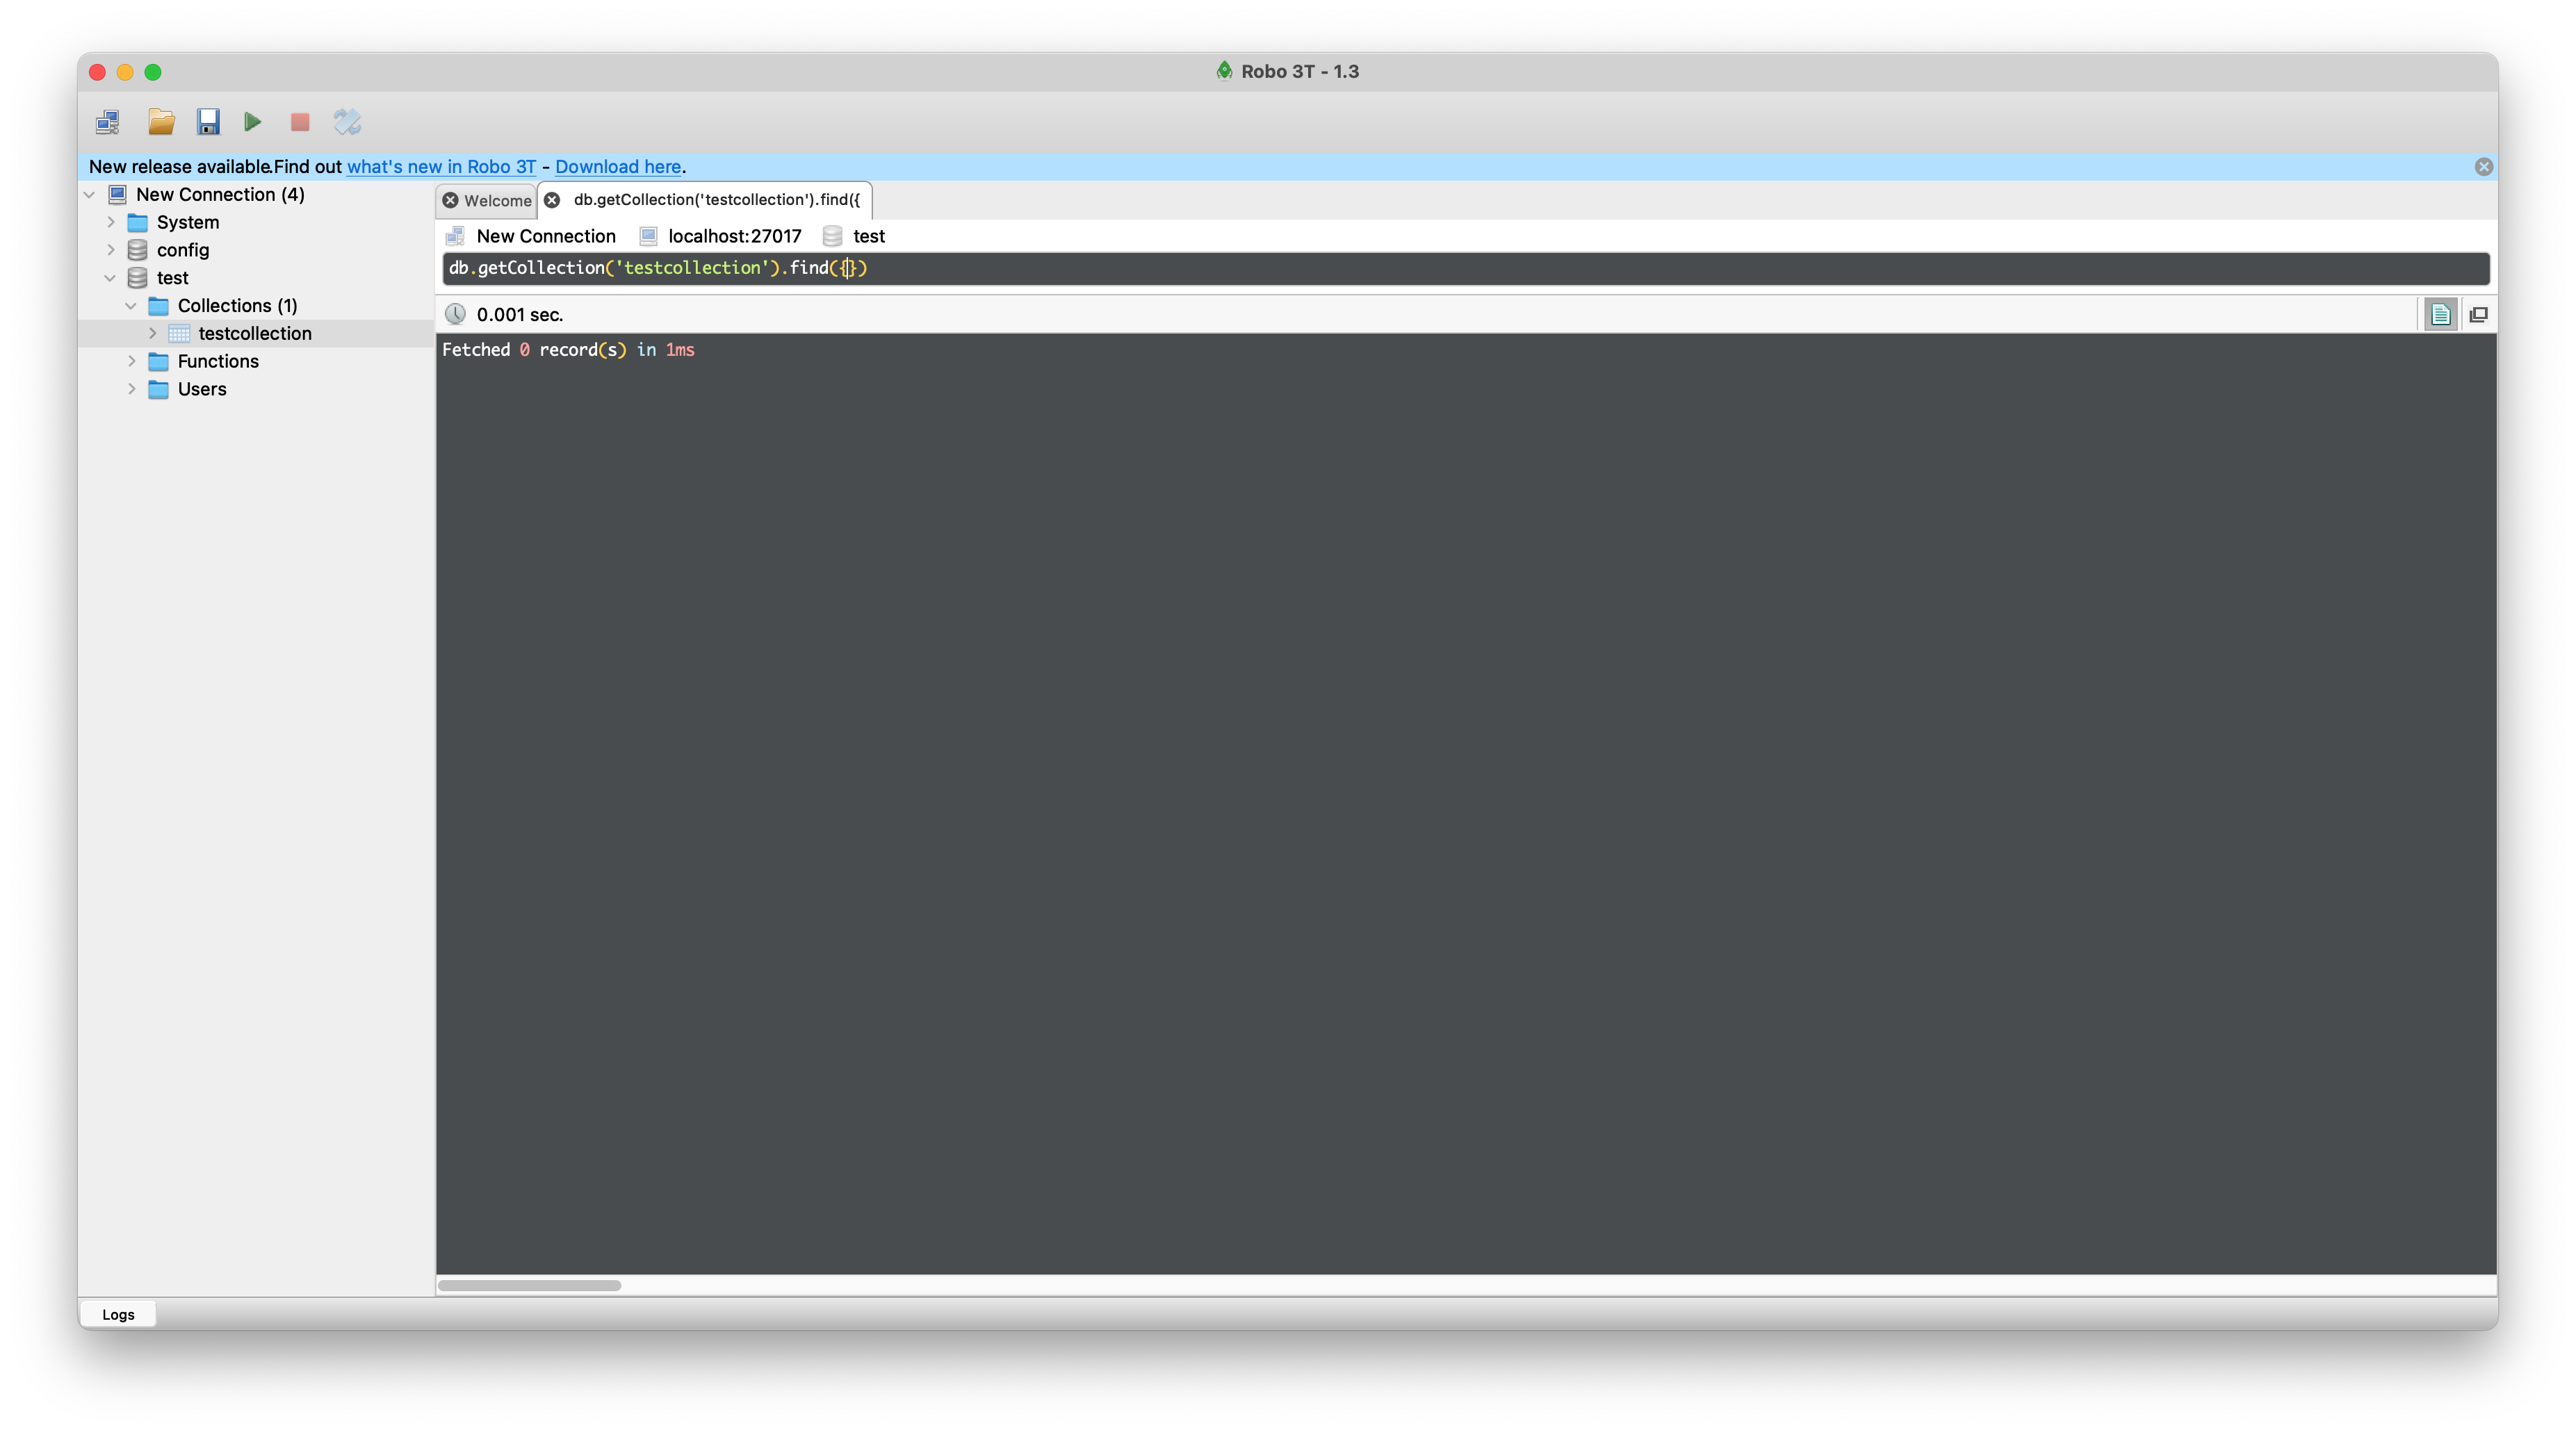 Robo 3T - 1.3
New release available.Find out what's new in Robo 3T - Download here.
New Connection (4)
System
config
test
Collections (1)
testcollection
Functions
Users
Welcome
db.getCollection('testcollection').find({
New Connection localhost:27017 test
db.getCollection('testcollection').find({})
0.001 sec.
Fetched 0 record(s) in 1ms
Logs